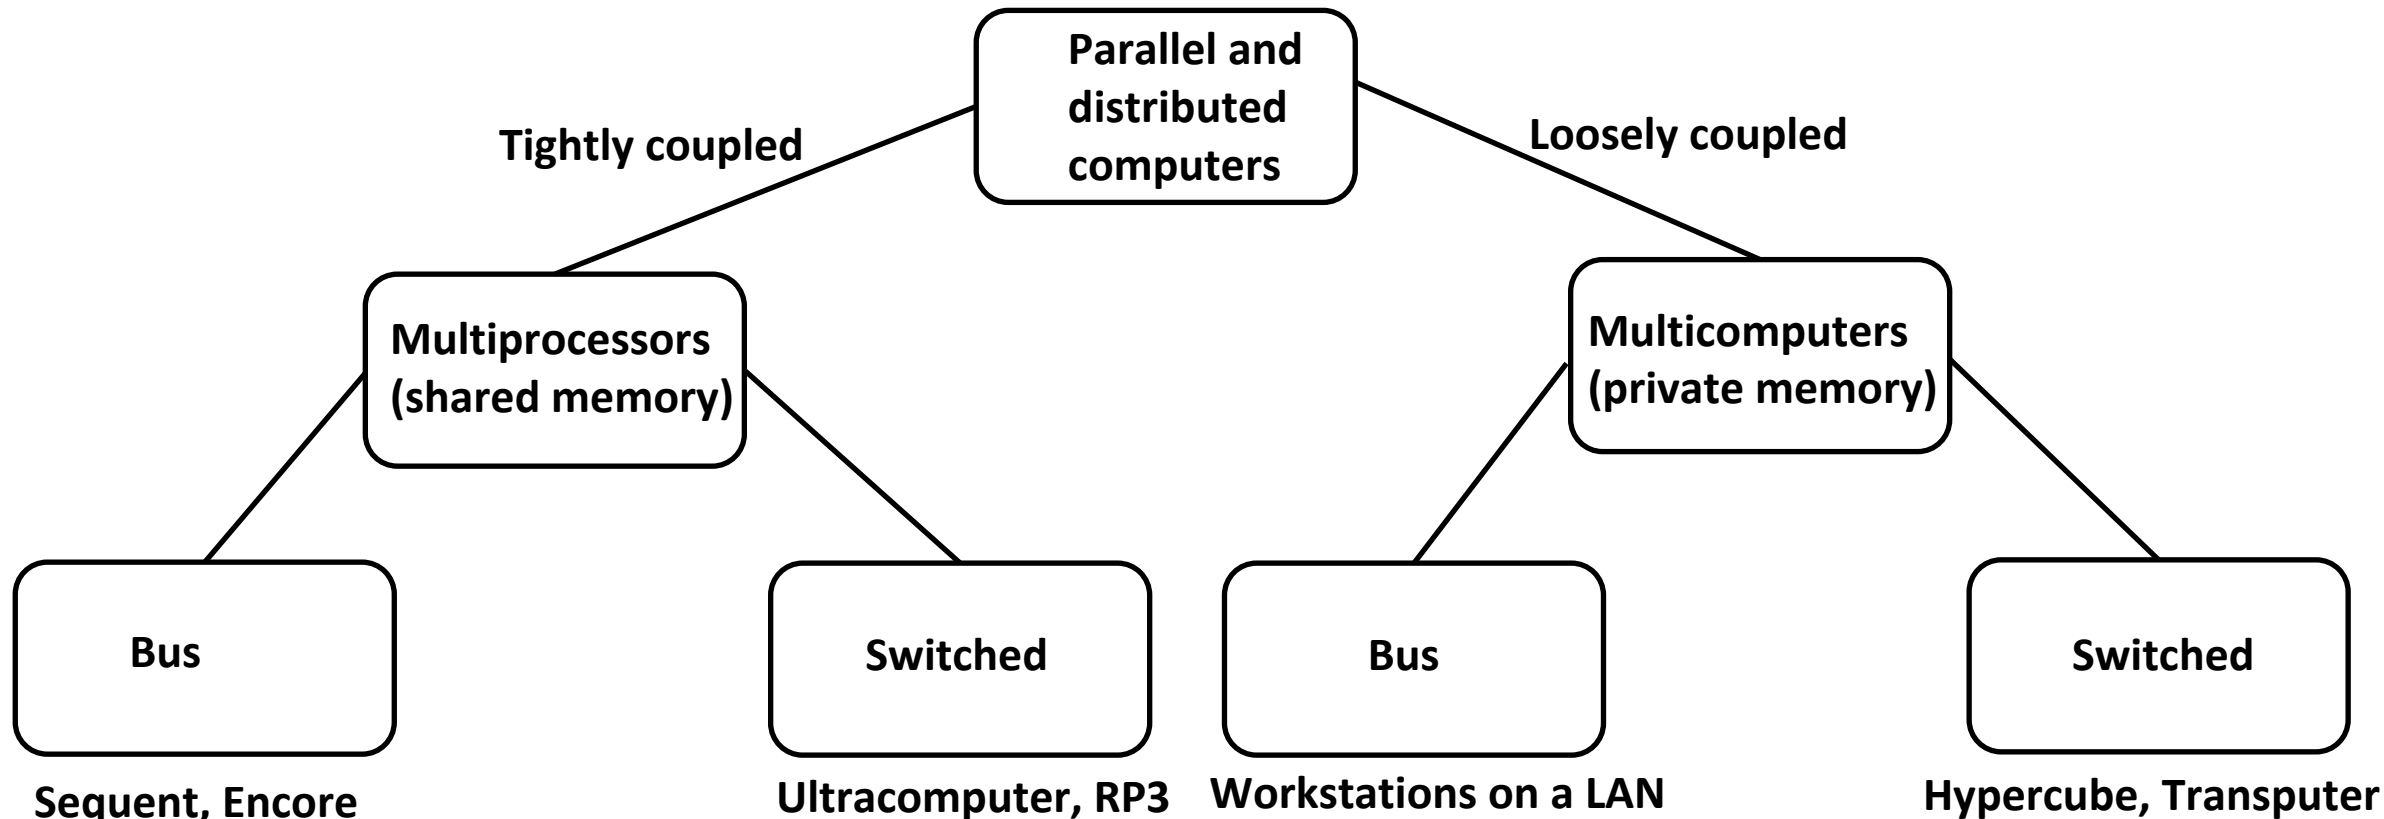 Parallel and
distributed
computers
Tightly coupled
Loosely coupled
Multiprocessors
(shared memory)
Multicomputers
(private memory)
Bus
Switched
Bus
Switched
Sequent, Encore
Ultracomputer, RP3
Workstations on a LAN
Hypercube, Transputer